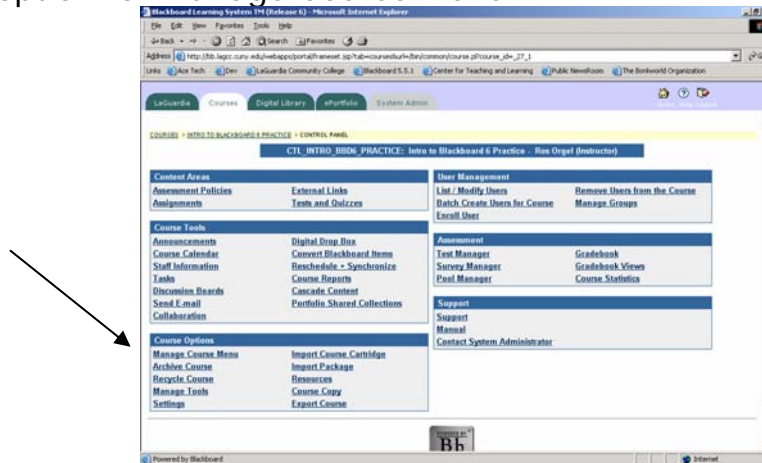 Blackboard Learning System TM (Release 6) - Microsoft Internet Explorer
File Edit View Favorites Tools Help
Back Search Favorites
Address http://bb.lagcc.cuny.edu/webapps/portal/frameset.jsp?tab=courses&url=/bin/common/course.pl?course_id=_27_1
Links Ace Tech Dev LaGuardia Community College Blackboard 5.5.1 Center for Teaching and Learning Public NewsRoom The Bonkworld Organization
LaGuardia Courses Digital Library ePortfolio System Admin
COURSES > INTRO TO BLACKBOARD 6 PRACTICE > CONTROL PANEL
CTL_INTRO_BBD6_PRACTICE: Intro to Blackboard 6 Practice - Ros Orgel (Instructor)
Content Areas
Assessment Policies External Links
Assignments Tests and Quizzes
Course Tools
Announcements Digital Drop Box
Course Calendar Convert Blackboard Items
Staff Information Reschedule + Synchronize
Tasks Course Reports
Discussion Boards Cascade Content
Send E-mail Portfolio Shared Collections
Collaboration
Course Options
Manage Course Menu Import Course Cartridge
Archive Course Import Package
Recycle Course Resources
Manage Tools Course Copy
Settings Export Course
User Management
List / Modify Users Remove Users from the Course
Batch Create Users for Course Manage Groups
Enroll User
Assessment
Test Manager Gradebook
Survey Manager Gradebook Views
Pool Manager Course Statistics
Support
Support
Manual
Contact System Administrator
Bb
Powered by Blackboard Internet